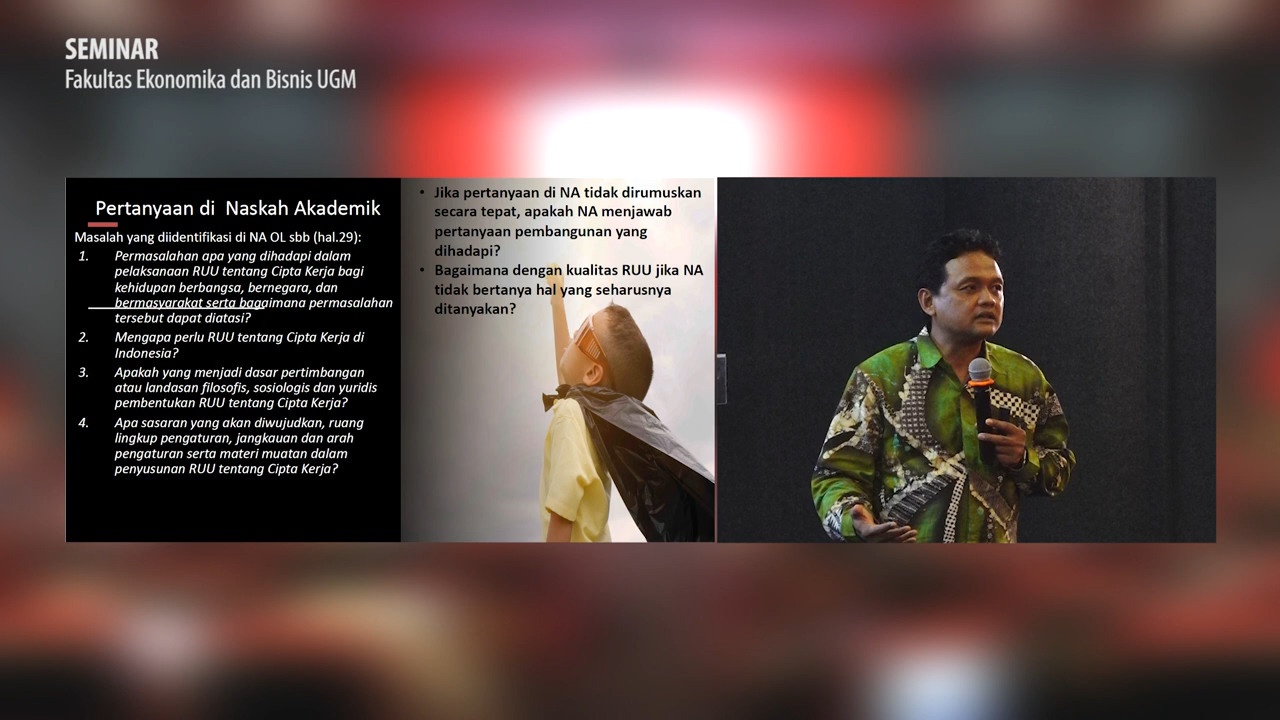 SEMINAR
Fakultas Ekonomika dan Bisnis UGM
Pertanyaan di Naskah Akademik
Masalah yang diidentifikasi di NA OL sbb (hal.29):
1. Permasalahan apa yang dihadapi dalam
pelaksanaan RUU tentang Cipta Kerja bagi
kehidupan berbangsa, bernegara, dan
bermasyarakat serta bagaimana permasalahan
tersebut dapat diatasi?
2. Mengapa perlu RUU tentang Cipta Kerja di
Indonesia?
3. Apakah yang menjadi dasar pertimbangan
atau landasan filosofis, sosiologis dan yuridis
pembentukan RUU tentang Cipta Kerja?
4. Apa sasaran yang akan diwujudkan, ruang
lingkup pengaturan, jangkauan dan arah
pengaturan serta materi muatan dalam
penyusunan RUU tentang Cipta Kerja?
• Jika pertanyaan di NA tidak dirumuskan
secara tepat, apakah NA menjawab
pertanyaan pembangunan yang
dihadapi?
• Bagaimana dengan kualitas RUU jika NA
tidak bertanya hal yang seharusnya
ditanyakan?